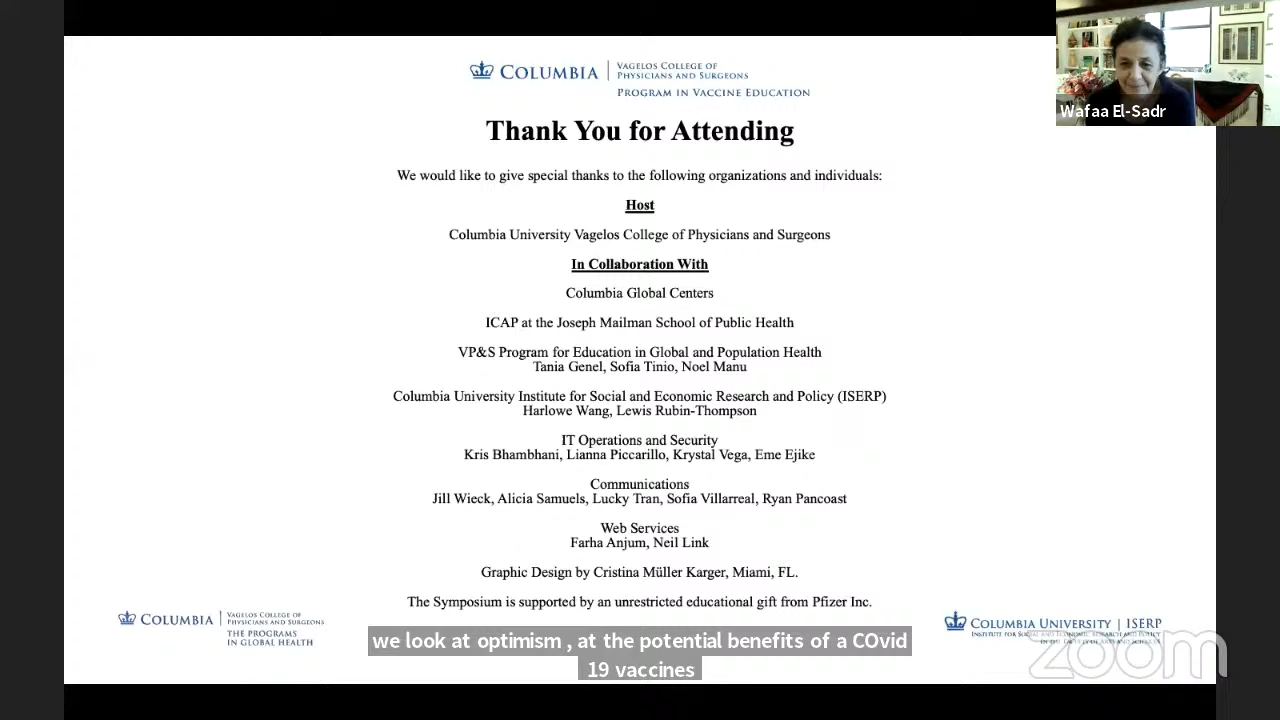 COLUMBIA
VAGELOS COLLEGE OF
PHYSICIANS AND SURGEONS
PROGRAM IN VACCINE EDUCATION
Wafaa El-Sadr
Thank You for Attending
We would like to give special thanks to the following organizations and individuals:
Host
Columbia University Vagelos College of Physicians and Surgeons
In Collaboration With
Columbia Global Centers
ICAP at the Joseph Mailman School of Public Health
VP&S Program for Education in Global and Population Health
Tania Genel, Sofia Tinio, Noel Manu
Columbia University Institute for Social and Economic Research and Policy (ISERP)
Harlowe Wang, Lewis Rubin-Thompson
IT Operations and Security
Kris Bhambhani, Lianna Piccarillo, Krystal Vega, Eme Ejike
Communications
Jill Wieck, Alicia Samuels, Lucky Tran, Sofia Villarreal, Ryan Pancoast
Web Services
Farha Anjum, Neil Link
Graphic Design by Cristina Müller Karger, Miami, FL.
The Symposium is supported by an unrestricted educational gift from Pfizer Inc.
COLUMBIA
VAGELOS COLLEGE OF
PHYSICIANS AND SURGEONS
THE PROGRAMS
IN GLOBAL HEALTH
COLUMBIA UNIVERSITY | ISERP
INSTITUTE FOR SOCIAL AND ECONOMIC RESEARCH AND POLICY
we look at optimism , at the potential benefits of a COvid
19 vaccines
zoom